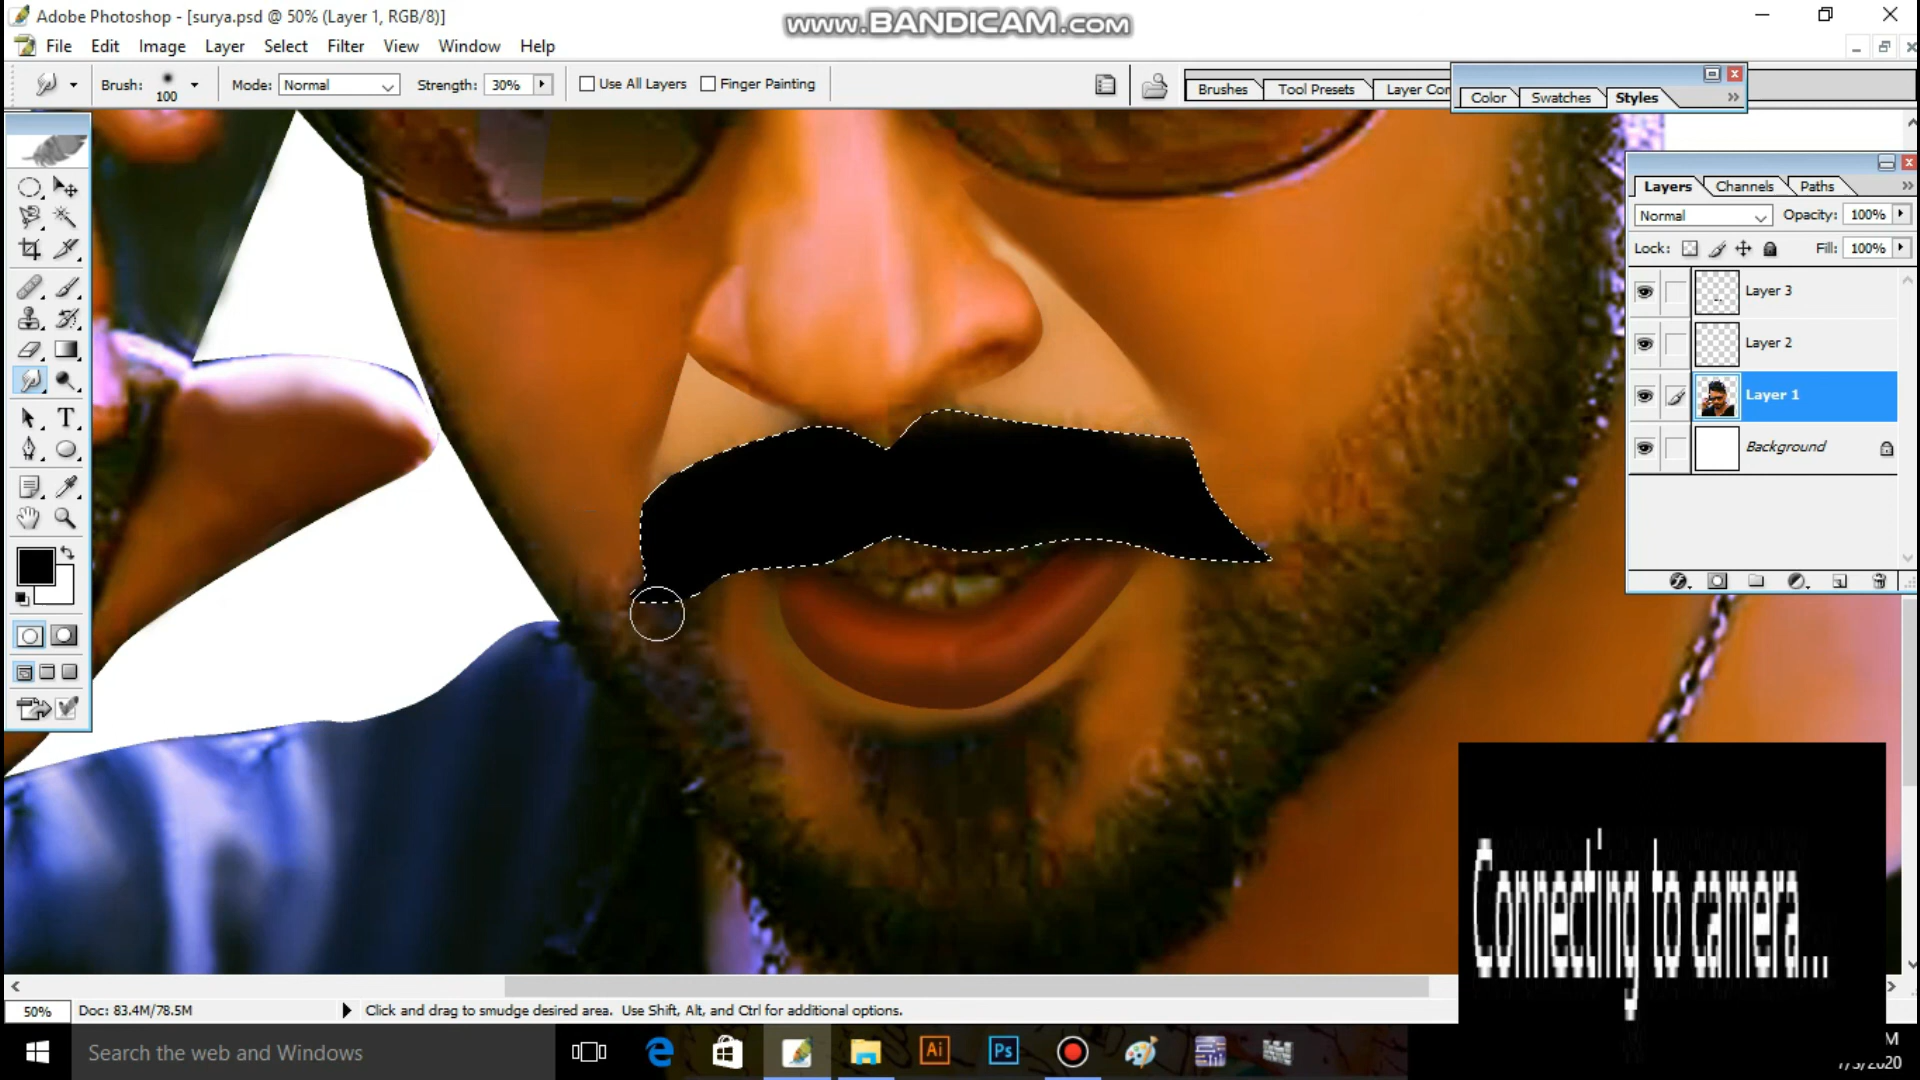 Adobe Photoshop - [surya.psd @ 50% (Layer 1, RGB/8)]
www.BANDICAM.com
File Edit Image Layer Select Filter View Window Help
Brush: 100 Mode: Normal Strength: 30% Use All Layers Finger Painting
Brushes Tool Presets Layer Con
Color Swatches Styles
Layers Channels Paths
Normal Opacity: 100%
Lock: Fill: 100%
Layer 3
Layer 2
Layer 1
Background
T
Connecting to camera...
50% Doc: 83.4M/78.5M Click and drag to smudge desired area. Use Shift, Alt, and Ctrl for additional options.
Search the web and Windows
Ai Ps
M